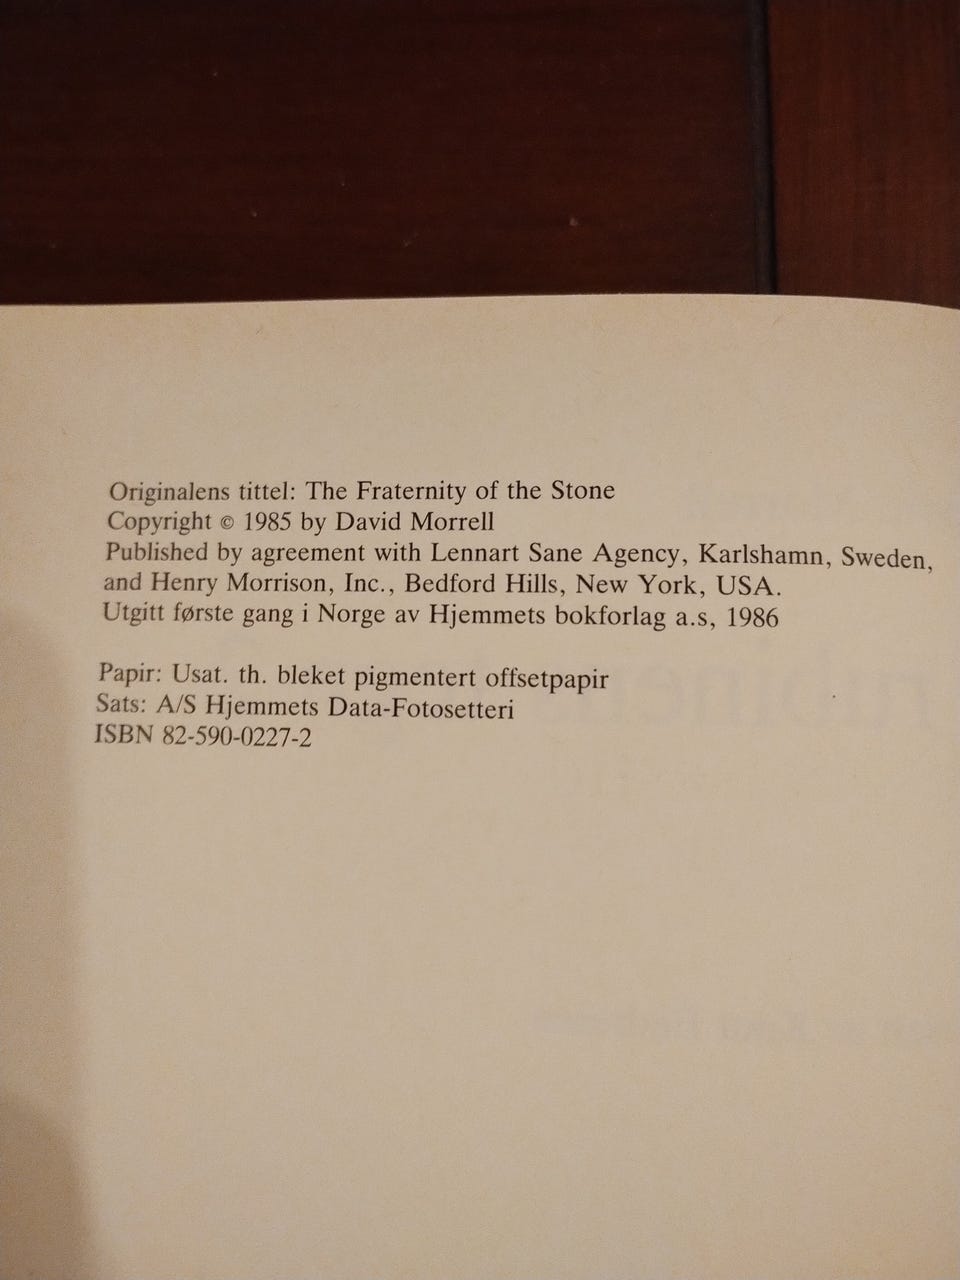 Originalens tittel: The Fraternity of the Stone
Copyright © 1985 by David Morrell
Published by agreement with Lennart Sane Agency, Karlshamn, Sweden,
and Henry Morrison, Inc., Bedford Hills, New York, USA.
Utgitt første gang i Norge av Hjemmets bokforlag a.s, 1986
Papir: Usat. th. bleket pigmentert offsetpapir
Sats: A/S Hjemmets Data-Fotosetteri
ISBN 82-590-0227-2